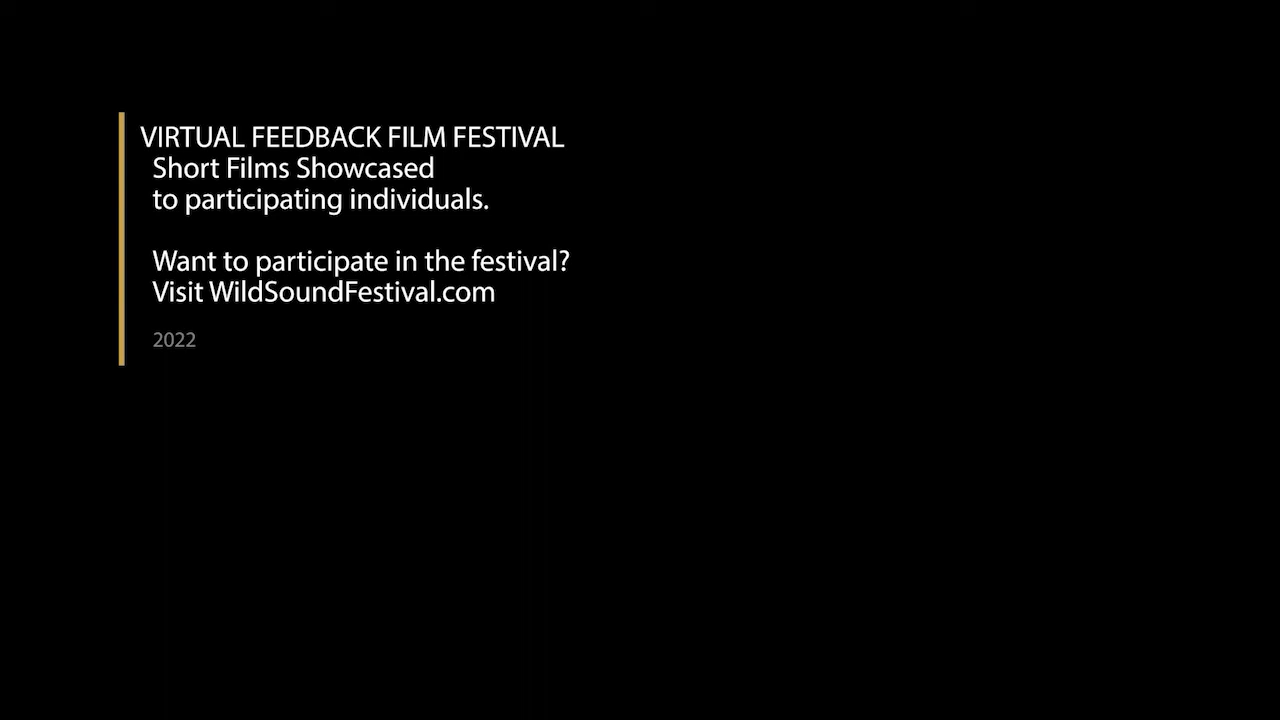 VIRTUAL FEEDBACK FILM FESTIVAL
Short Films Showcased
to participating individuals.
Want to participate in the festival?
Visit WildSoundFestival.com
2022